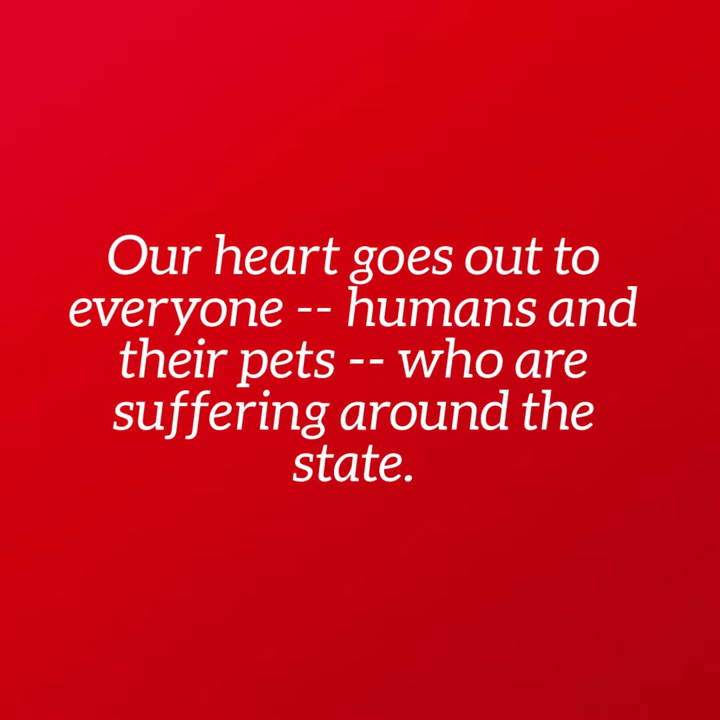 Our heart goes out to
everyone -- humans and
their pets -- who are
suffering around the
state.